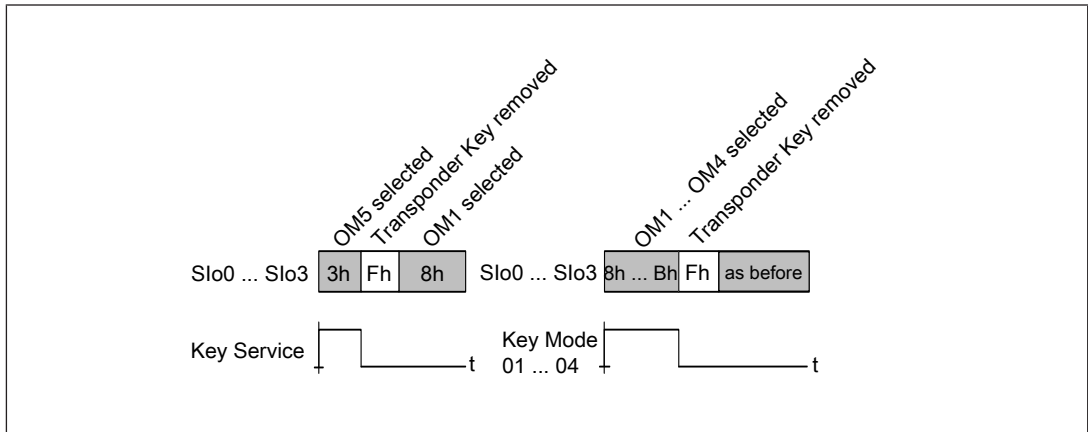 OM5 selected
Transponder Key removed
OM1 selected
SIo0 ... SIo3 3h Fh 8h
Key Service
t
OM1 ... OM4 selected
Transponder Key removed
SIo0 ... SIo3 8h ... Bh Fh as before
Key Mode
01 ... 04
t